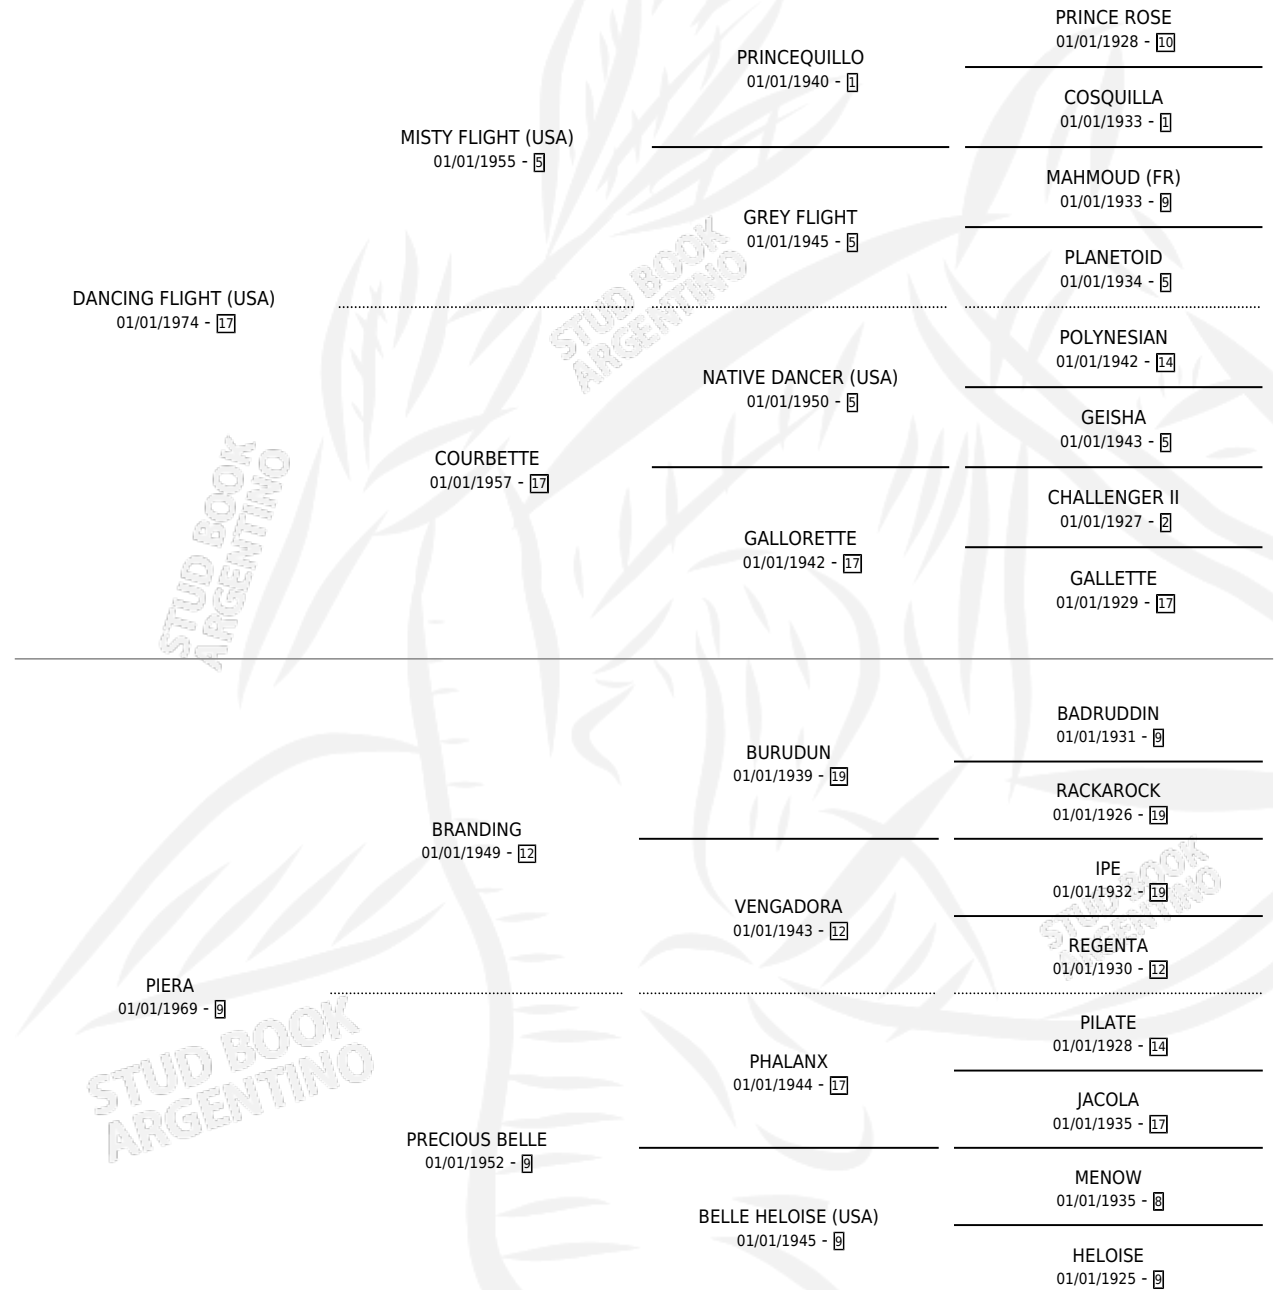 DANCING FLIGHT (USA)
01/01/1974 - 17
MISTY FLIGHT (USA)
01/01/1955 - 5
COURBETTE
01/01/1957 - 17
PRINCEQUILLO
01/01/1940 - 1
GREY FLIGHT
01/01/1945 - 5
NATIVE DANCER (USA)
01/01/1950 - 5
GALLORETTE
01/01/1942 - 17
PRINCE ROSE
01/01/1928 - 10
COSQUILLA
01/01/1933 - 1
MAHMOUD (FR)
01/01/1933 - 9
PLANETOID
01/01/1934 - 5
POLYNESIAN
01/01/1942 - 14
GEISHA
01/01/1943 - 5
CHALLENGER II
01/01/1927 - 2
GALLETTE
01/01/1929 - 17
STUD BOOK
ARGENTINO
STUD BOOK
ARGENTINO
PIERA
01/01/1969 - 9
BRANDING
01/01/1949 - 12
PRECIOUS BELLE
01/01/1952 - 9
BURUDUN
01/01/1939 - 19
VENGADORA
01/01/1943 - 12
PHALANX
01/01/1944 - 17
BELLE HELOISE (USA)
01/01/1945 - 9
BADRUDDIN
01/01/1931 - 9
RACKAROCK
01/01/1926 - 19
IPE
01/01/1932 - 19
REGENTA
01/01/1930 - 12
PILATE
01/01/1928 - 14
JACOLA
01/01/1935 - 17
MENOW
01/01/1935 - 8
HELOISE
01/01/1925 - 9
STUD BOOK
ARGENTINO
STUD BOOK
ARGENTINO